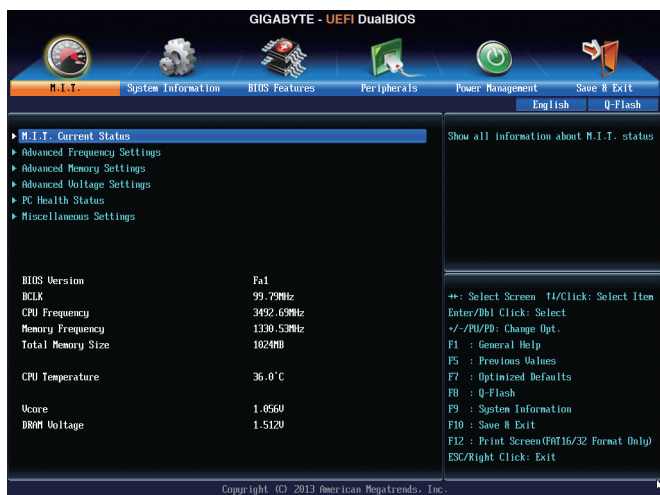 GIGABYTE - UEFI DualBIOS
M.I.T. System Information BIOS Features Peripherals Power Management Save & Exit
English Q-Flash
M.I.T. Current Status
Advanced Frequency Settings
Advanced Memory Settings
Advanced Voltage Settings
PC Health Status
Miscellaneous Settings
Show all information about M.I.T. status
BIOS Version Fa1
BCLK 99.79MHz
CPU Frequency 3492.69MHz
Memory Frequency 1330.53MHz
Total Memory Size 1024MB
CPU Temperature 36.0°C
Vcore 1.056V
DRAM Voltage 1.512V
→←: Select Screen ↑↓/Click: Select Item
Enter/Dbl Click: Select
+/-/PU/PD: Change Opt.
F1 : General Help
F5 : Previous Values
F7 : Optimized Defaults
F8 : Q-Flash
F9 : System Information
F10 : Save & Exit
F12 : Print Screen(FAT16/32 Format Only)
ESC/Right Click: Exit
Copyright (C) 2013 American Megatrends, Inc.